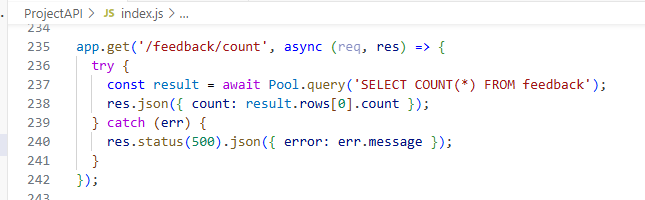 ProjectAPI > JS index.js > ...
234
235 app.get('/feedback/count', async (req, res) => {
236 try {
237 const result = await Pool.query('SELECT COUNT(*) FROM feedback');
238 res.json({ count: result.rows[0].count });
239 } catch (err) {
240 res.status(500).json({ error: err.message });
241 }
242 });
243